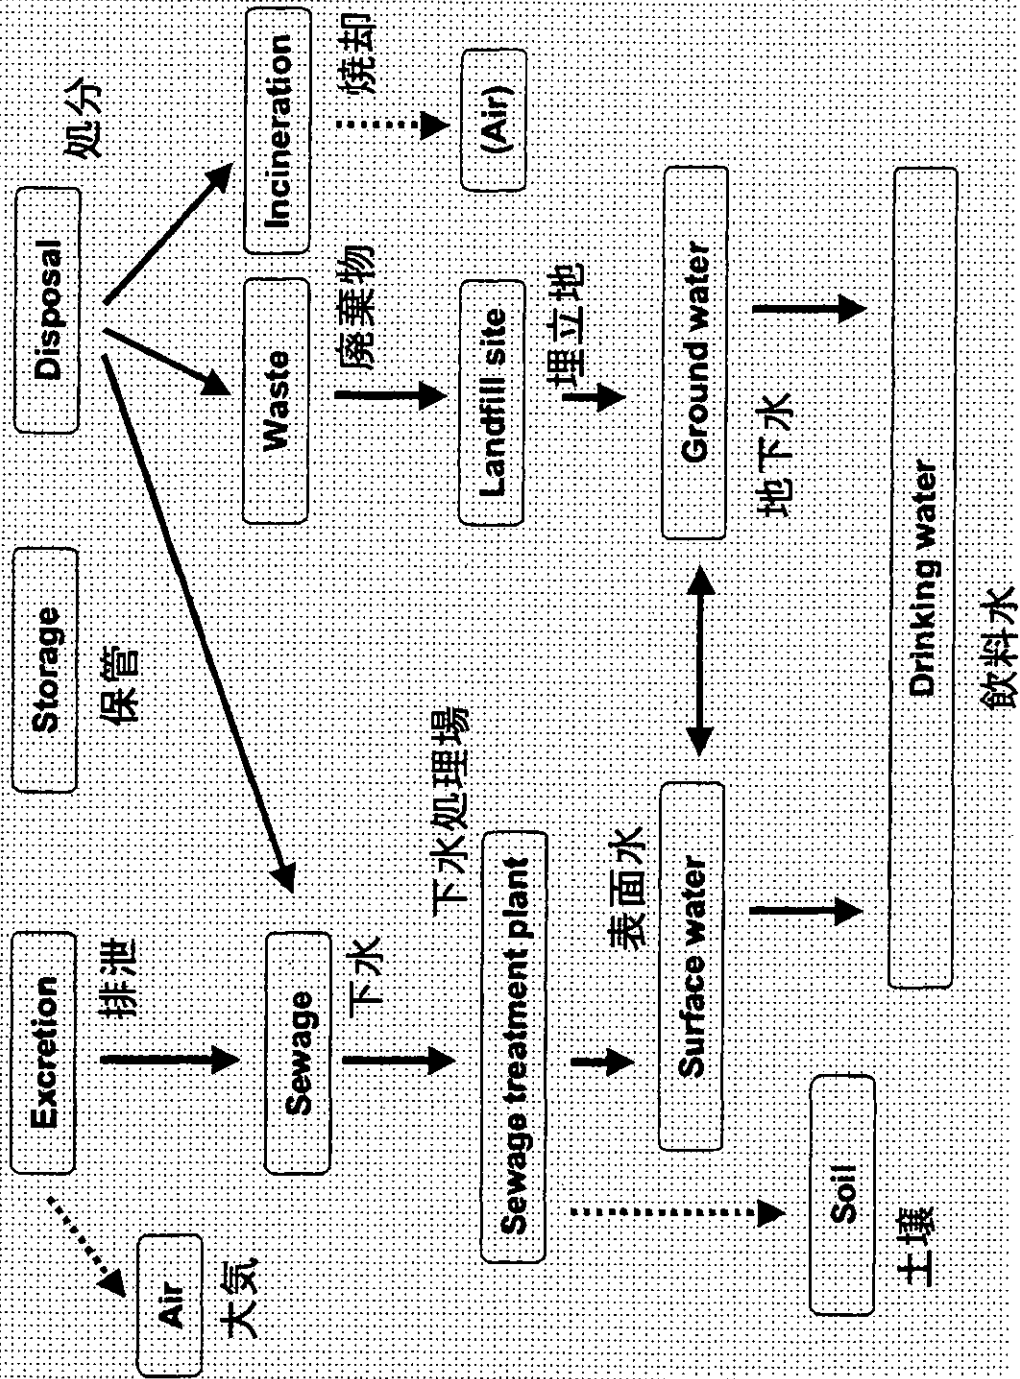 Excretion
排泄
Storage
保管
Disposal
処分
Air
大気
Sewage
下水
Waste
廃棄物
Incineration
焼却
Sewage treatment plant
下水処理場
Landfill site
埋立地
(Air)
Surface water
表面水
Ground water
地下水
Soil
土壌
Drinking water
飲料水